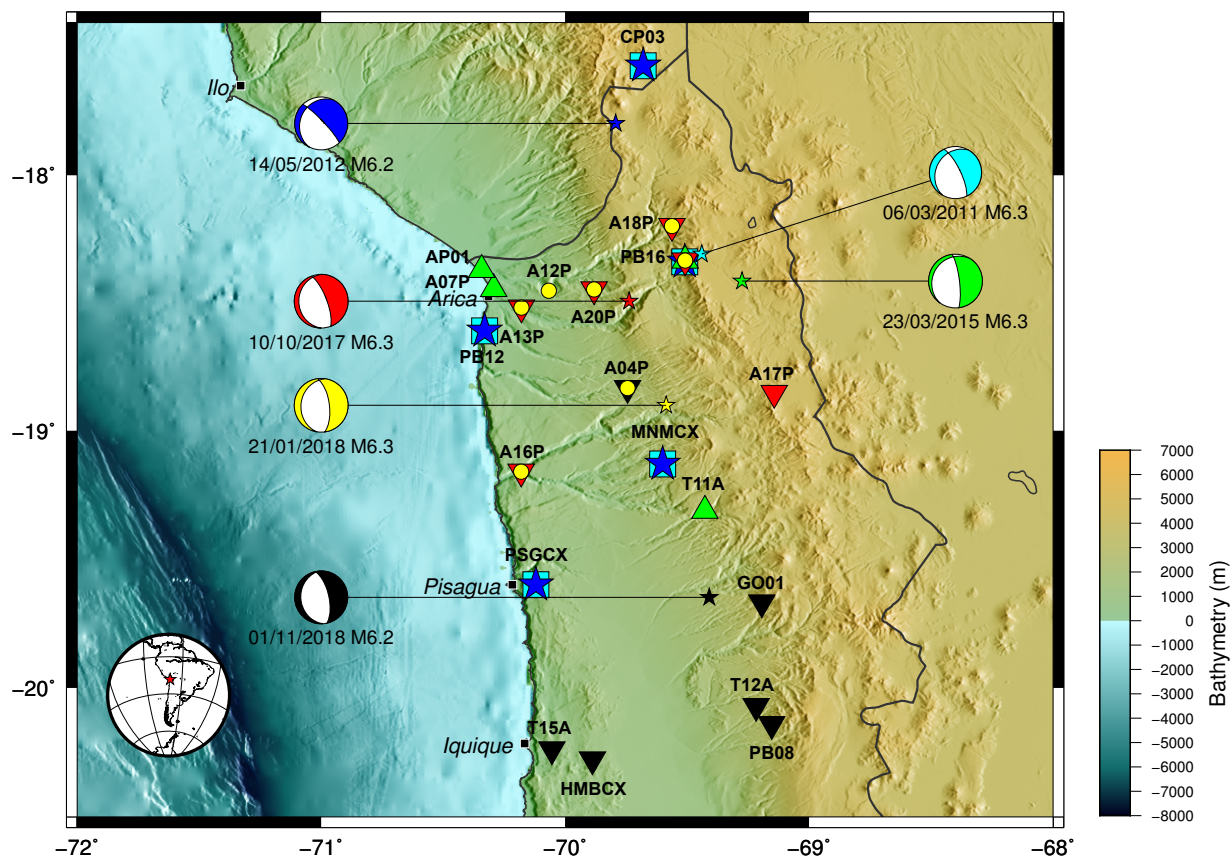 CP03
Ilo
14/05/2012 M6.2
−18
06/03/2011 M6.3
A18P
PB16
AP01
A12P
A07P
Arica
A20P
A13P
10/10/2017 M6.3
23/03/2015 M6.3
PB12
A04P
A17P
21/01/2018 M6.3
−19
MNMCX
A16P
T11A
PSGCX
Pisagua
GO01
01/11/2018 M6.2
−20
T12A
T15A
Iquique
PB08
HMBCX
−72
−71
−70
−69
−68
7000
6000
5000
4000
3000
2000
1000
0
−1000
−2000
−3000
−4000
−5000
−6000
−7000
−8000
Bathymetry (m)